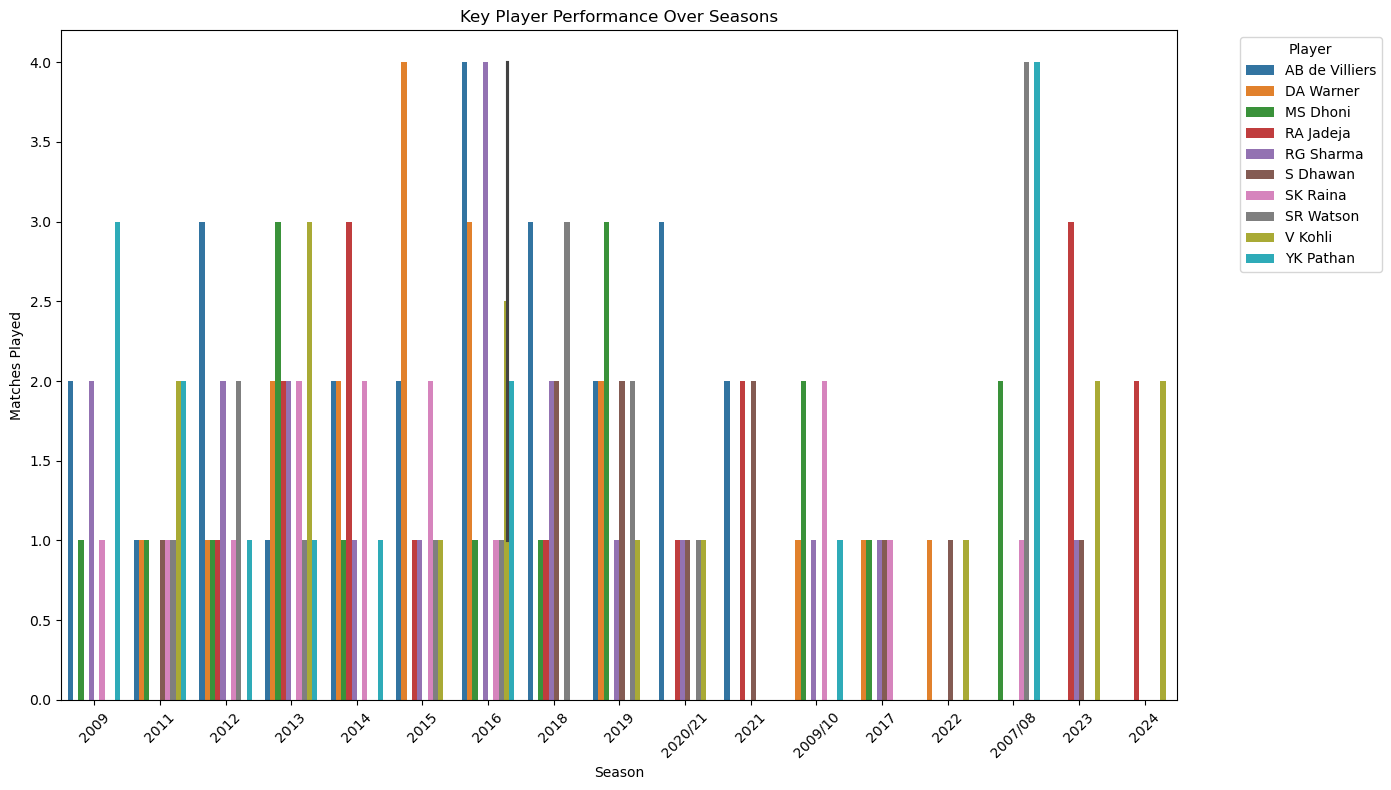 Key Player Performance Over Seasons
Player
AB de Villiers
DA Warner
MS Dhoni
RA Jadeja
RG Sharma
S Dhawan
SK Raina
SR Watson
V Kohli
YK Pathan
Matches Played
4.0
3.5
3.0
2.5
2.0
1.5
1.0
0.5
0.0
2009
2011
2012
2013
2014
2015
2016
2018
2019
2020/21
2021
2009/10
2017
2022
2007/08
2023
2024
Season